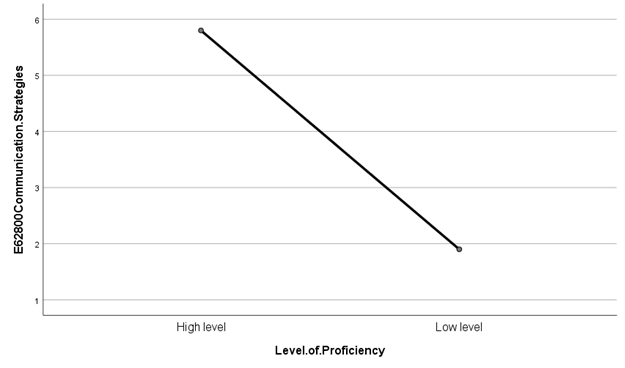 6
5
4
3
2
1
E62800Communication.Strategies
High level
Low level
Level.of.Proficiency